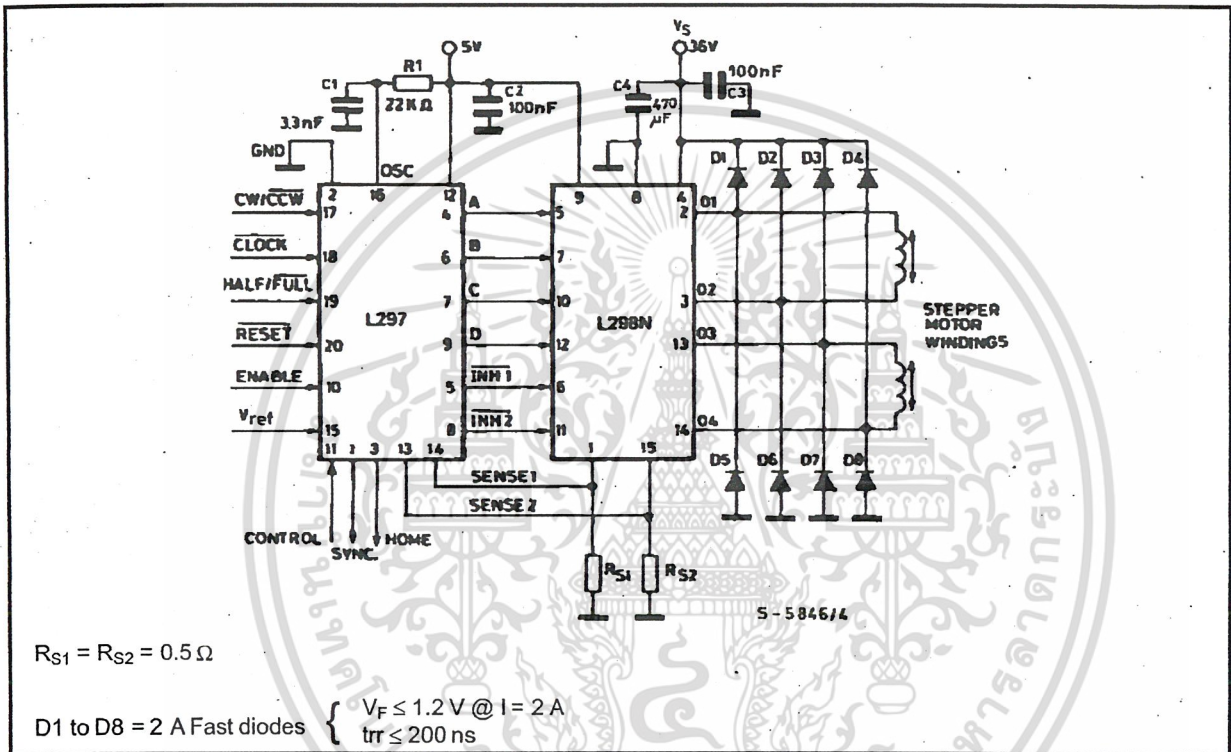 5V
Vs
36V
C1
R1
22KΩ
3.3nF
C2
100nF
C4
470
µF
100nF
C3
GND
OSC
D1
D2
D3
D4
2
16
12
9
8
4
CW/CCW
17
4
A
5
2
O1
CLOCK
18
6
B
7
HALF/FULL
19
7
C
10
3
O2
L297
L298N
STEPPER
MOTOR
WINDINGS
RESET
20
9
D
12
13
O3
ENABLE
10
5
INH1
6
Vref
15
8
INH2
11
14
O4
11
1
3
13
14
1
15
D5
D6
D7
D8
SENSE1
SENSE2
CONTROL
SYNC.
HOME
RS1
RS2
S-5846/4
RS1 = RS2 = 0.5 Ω
D1 to D8 = 2 A Fast diodes { VF ≤ 1.2 V @ I = 2 A
trr ≤ 200 ns